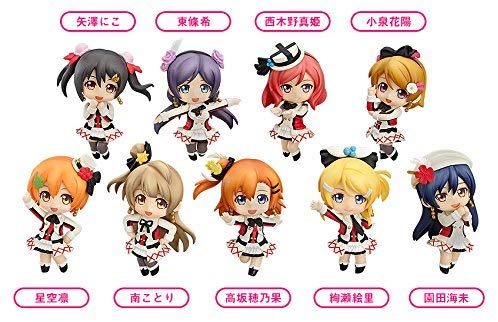 矢澤にこ
東條希
西木野真姫
小泉花陽
星空凛
南ことり
高坂穂乃果
絢瀬絵里
園田海未